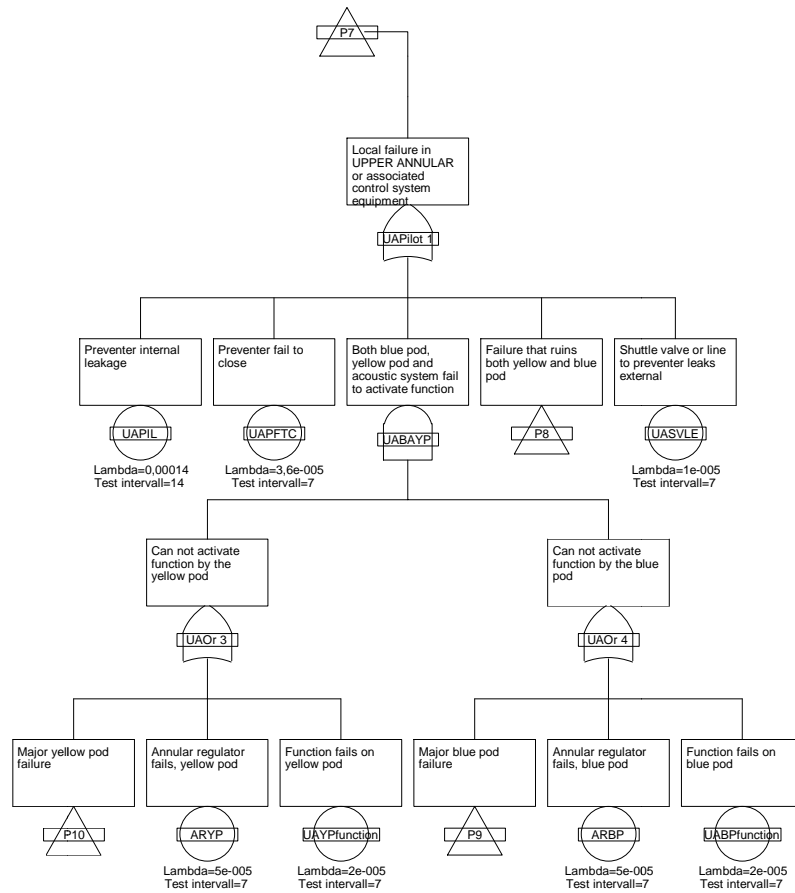 P7
Local failure in
UPPER ANNULAR
or associated
control system
equipment
UAPilot 1
Preventer internal
leakage
Preventer fail to
close
Both blue pod,
yellow pod and
acoustic system fail
to activate function
Failure that ruins
both yellow and blue
pod
Shuttle valve or line
to preventer leaks
external
UAPIL
UAPFTC
UABAYP
P8
UASVLE
Lambda=0,00014
Test intervall=14
Lambda=3,6e-005
Test intervall=7
Lambda=1e-005
Test intervall=7
Can not activate
function by the
yellow pod
Can not activate
function by the blue
pod
UAOr 3
UAOr 4
Major yellow pod
failure
Annular regulator
fails, yellow pod
Function fails on
yellow pod
Major blue pod
failure
Annular regulator
fails, blue pod
Function fails on
blue pod
P10
ARYP
UAYPfunction
P9
ARBP
UABPfunction
Lambda=5e-005
Test intervall=7
Lambda=2e-005
Test intervall=7
Lambda=5e-005
Test intervall=7
Lambda=2e-005
Test intervall=7